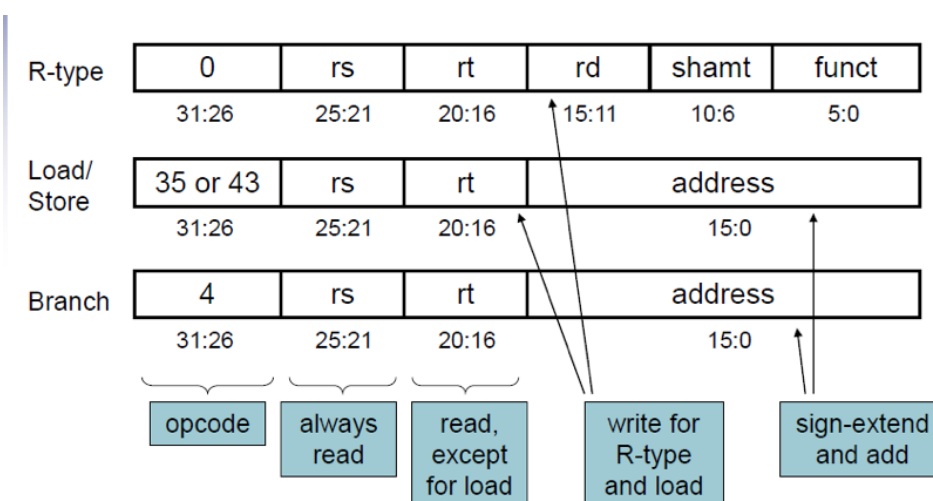 R-type 0 rs rt rd shamt funct
31:26 25:21 20:16 15:11 10:6 5:0
Load/
Store
35 or 43 rs rt address
31:26 25:21 20:16 15:0
Branch 4 rs rt address
31:26 25:21 20:16 15:0
opcode
always
read
read,
except
for load
write for
R-type
and load
sign-extend
and add